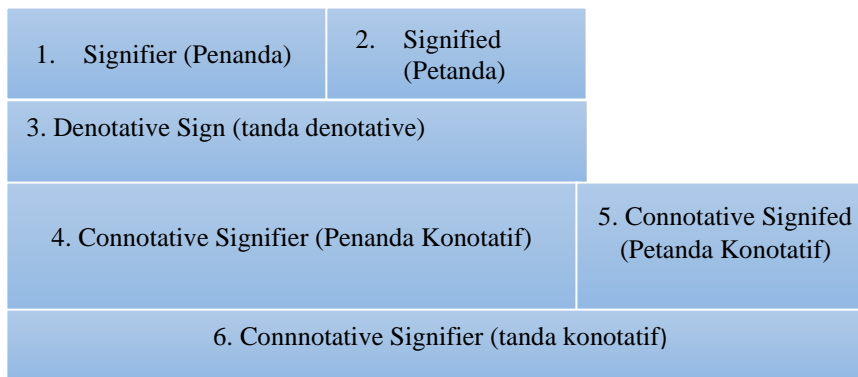 1. Signifier (Penanda)
2. Signified
(Petanda)
3. Denotative Sign (tanda denotative)
4. Connotative Signifier (Penanda Konotatif)
5. Connotative Signifed
(Petanda Konotatif)
6. Connnotative Signifier (tanda konotatif)